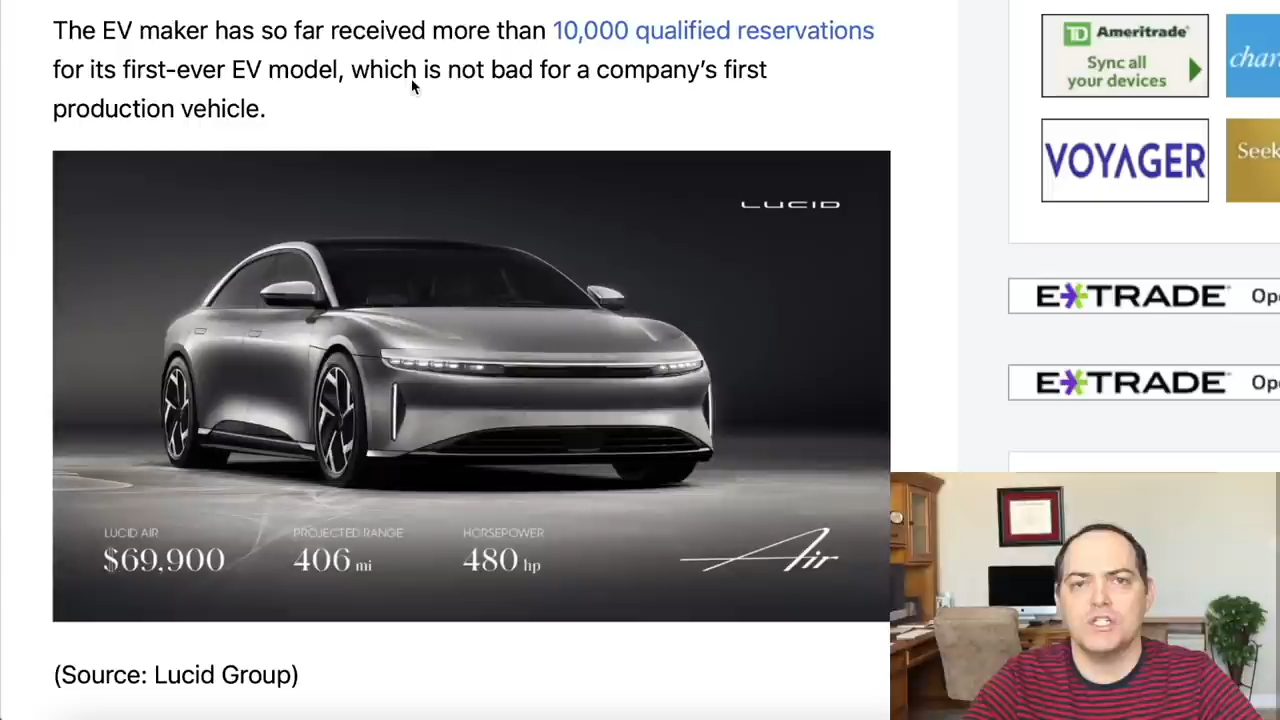 The EV maker has so far received more than 10,000 qualified reservations
for its first-ever EV model, which is not bad for a company’s first
production vehicle.
LUCID
LUCID AIR
$69,900
PROJECTED RANGE
406 mi
HORSEPOWER
480 hp
Air
(Source: Lucid Group)
TD Ameritrade
Sync all
your devices
VOYAGER
Seek
E*TRADE
E*TRADE